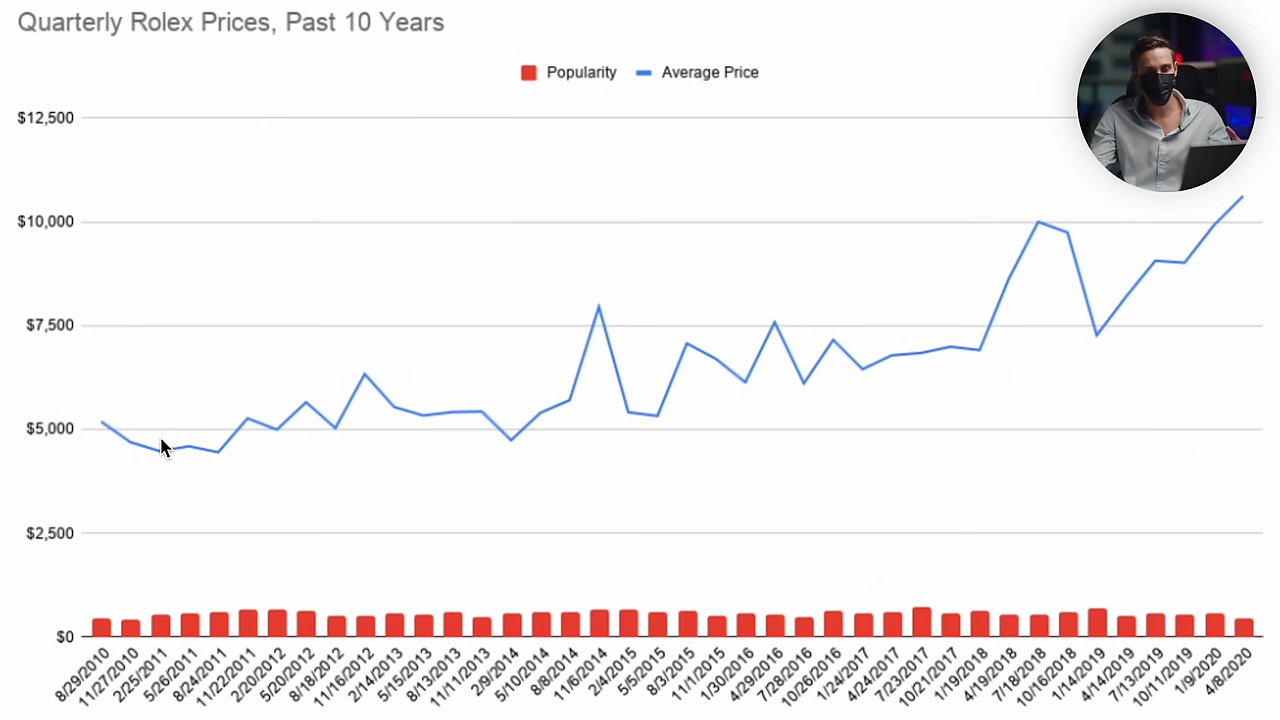 Quarterly Rolex Prices, Past 10 Years
Popularity Average Price
$12,500
$10,000
$7,500
$5,000
$2,500
$0
8/29/2010 11/27/2010 2/25/2011 5/26/2011 8/24/2011 11/22/2011 2/20/2012 5/20/2012 8/18/2012 11/16/2012 2/14/2013 5/15/2013 8/13/2013 11/11/2013 2/9/2014 5/10/2014 8/8/2014 11/6/2014 2/4/2015 5/5/2015 8/3/2015 11/1/2015 1/30/2016 4/29/2016 7/28/2016 10/26/2016 1/24/2017 4/24/2017 7/23/2017 10/21/2017 1/19/2018 4/19/2018 7/18/2018 10/16/2018 1/14/2019 4/14/2019 7/13/2019 10/11/2019 1/9/2020 4/8/2020